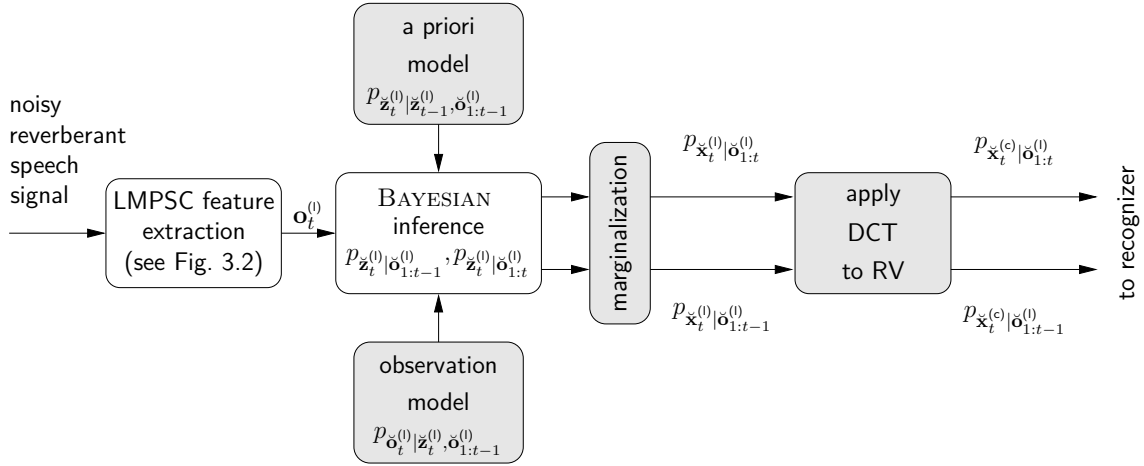 a priori
model
p_{z̆_t^{(l)}|z̆_{t-1}^{(l)},ŏ_{1:t-1}^{(l)}}
noisy
reverberant
speech
signal
LMPSC feature
extraction
(see Fig. 3.2)
o_t^{(l)}
BAYESIAN
inference
p_{z̆_t^{(l)}|ŏ_{1:t-1}^{(l)}}, p_{z̆_t^{(l)}|ŏ_{1:t}^{(l)}}
observation
model
p_{ŏ_t^{(l)}|z̆_t^{(l)},ŏ_{1:t-1}^{(l)}}
marginalization
p_{x̆_t^{(l)}|ŏ_{1:t}^{(l)}}
p_{x̆_t^{(l)}|ŏ_{1:t-1}^{(l)}}
apply
DCT
to RV
p_{x̆_t^{(c)}|ŏ_{1:t}^{(l)}}
p_{x̆_t^{(c)}|ŏ_{1:t-1}^{(l)}}
to recognizer